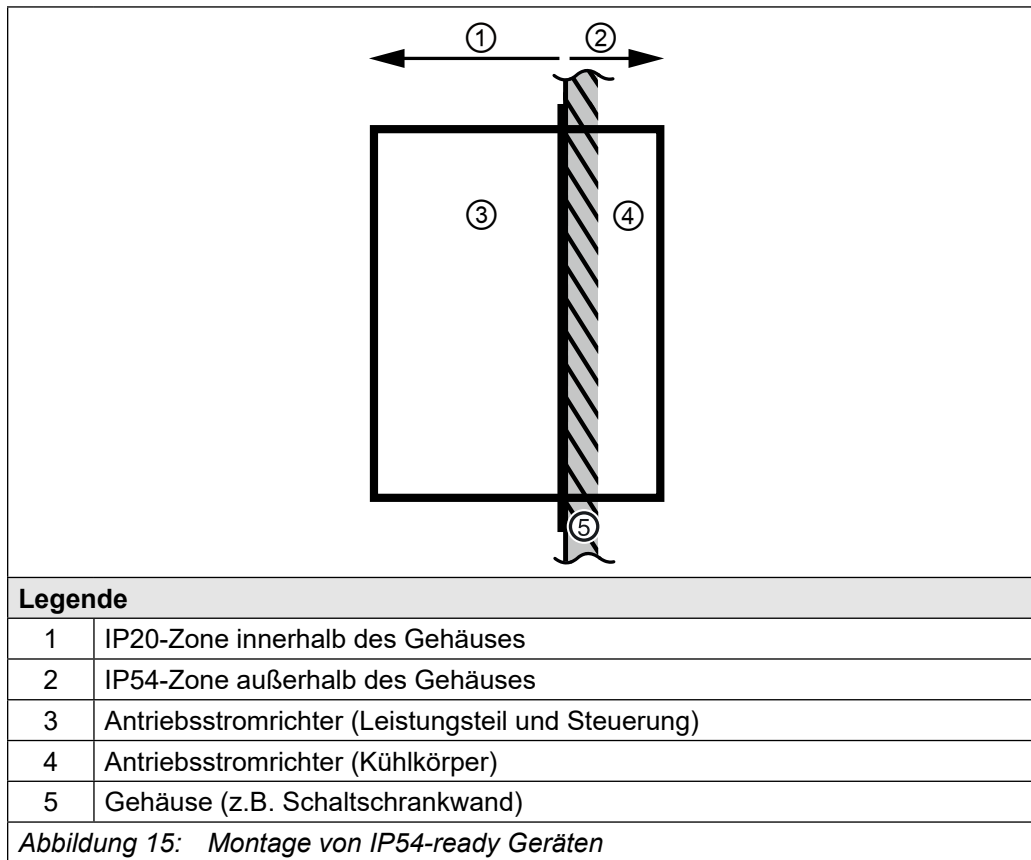 ① ②
③ ④
⑤
Legende
1 IP20-Zone innerhalb des Gehäuses
2 IP54-Zone außerhalb des Gehäuses
3 Antriebsstromrichter (Leistungsteil und Steuerung)
4 Antriebsstromrichter (Kühlkörper)
5 Gehäuse (z.B. Schaltschrankwand)
Abbildung 15: Montage von IP54-ready Geräten